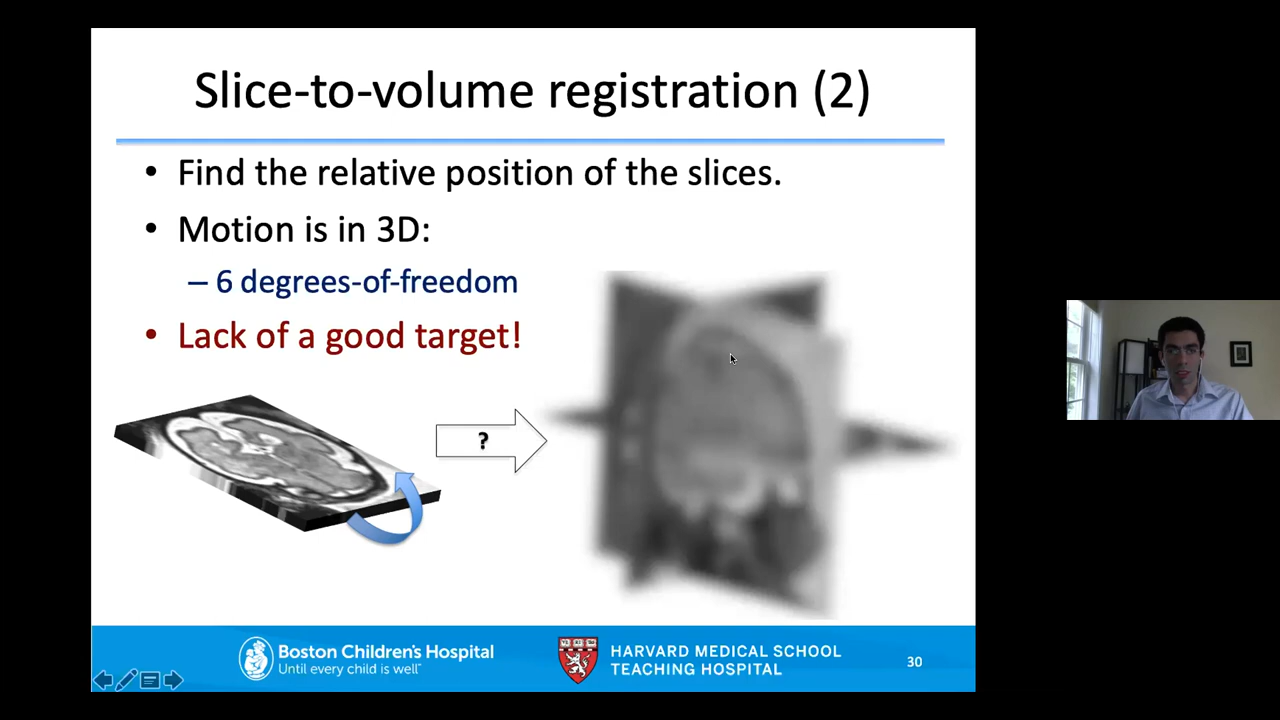 Slice-to-volume registration (2)
• Find the relative position of the slices.
• Motion is in 3D:
– 6 degrees-of-freedom
• Lack of a good target!
?
Boston Children's Hospital
Until every child is well™
HARVARD MEDICAL SCHOOL
TEACHING HOSPITAL
30